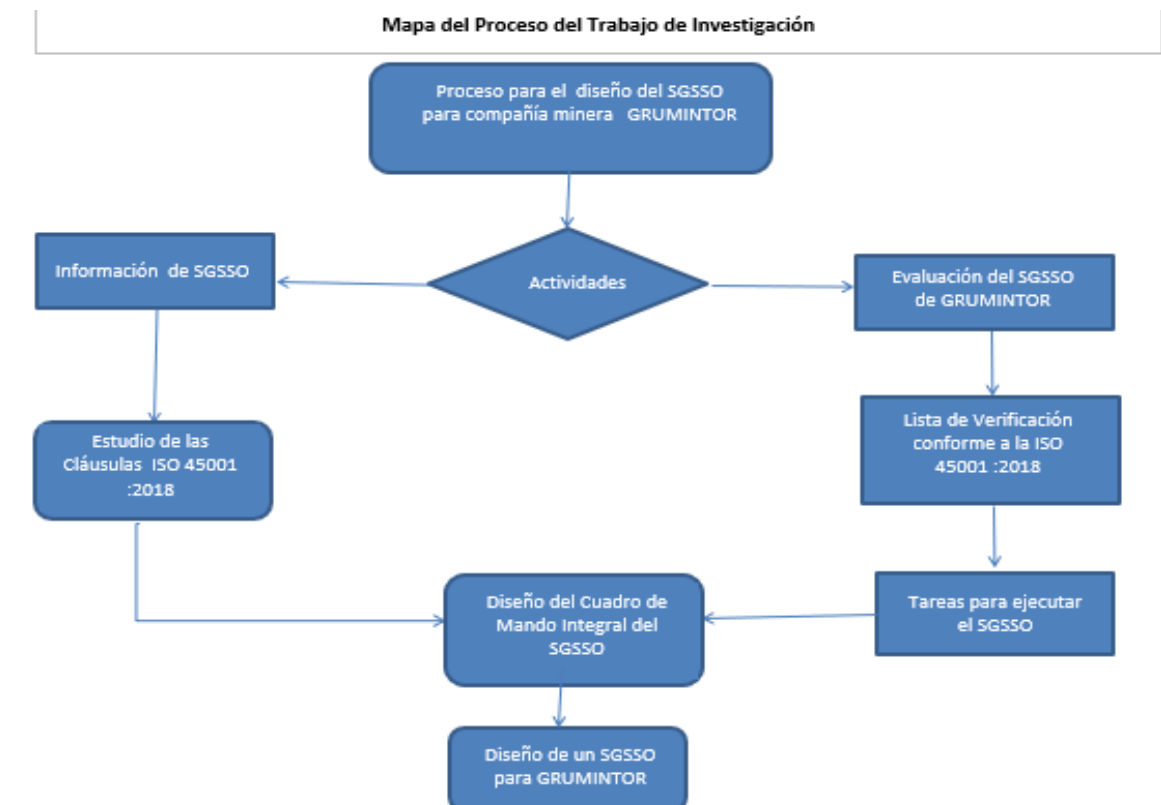 Mapa del Proceso del Trabajo de Investigación
Proceso para el diseño del SGSSO
para compañía minera GRUMINTOR
Actividades
Información de SGSSO
Evaluación del SGSSO
de GRUMINTOR
Estudio de las
Cláusulas ISO 45001
:2018
Lista de Verificación
conforme a la ISO
45001 :2018
Diseño del Cuadro de
Mando Integral del
SGSSO
Tareas para ejecutar
el SGSSO
Diseño de un SGSSO
para GRUMINTOR